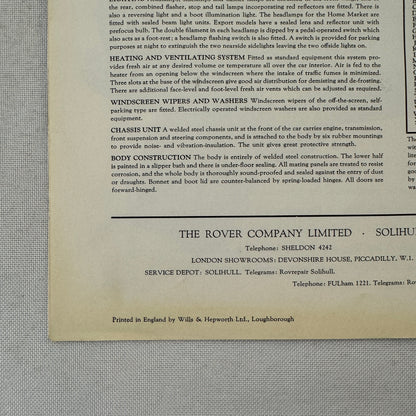 the rear, combined flasher, stop and tail lamps incorporating red reflectors are fitted. There is
also a reversing light and a boot illumination light. The headlamps for the Home Market are
fitted with sealed beam light units. Export models have a sealed lens and reflector unit with
prefocus bulb. The double filament in each headlamp is dipped by a pedal-operated switch which
also acts as a foot-rest; a headlamp flashing switch is also fitted. A switch is provided for parking
purposes at night to extinguish the two nearside sidelights leaving the two offside lights on.
HEATING AND VENTILATING SYSTEM Fitted as standard equipment this system pro-
vides fresh air at any desired volume or temperature all over the car interior. Air is fed to the
heater from an opening below the windscreen where the intake of traffic fumes is minimized.
Three slots at the base of the windscreen give good air distribution for demisting and de-frosting.
There are additional face-level and foot-level fresh air vents which can be adjusted as required.
WINDSCREEN WIPERS AND WASHERS Windscreen wipers of the off-the-screen, self-
parking type are fitted. Electrically operated windscreen washers are also provided as standard
equipment.
CHASSIS UNIT A welded steel chassis unit at the front of the car carries engine, transmission,
front suspension and steering components, and is attached to the body by six rubber mountings
to provide noise- and vibration-insulation. The unit gives great protective strength.
BODY CONSTRUCTION The body is entirely of welded steel construction. The lower half
is painted in a slipper bath and there is under-floor sealing. All mating panels are treated to resist
corrosion, and the whole body is thoroughly sound-proofed and sealed against the entry of dust
or draughts. Bonnet and boot lid are counter-balanced by spring-loaded hinges. All doors are
forward-hinged.
THE ROVER COMPANY LIMITED · SOLIHU
Telephone: SHELDON 4242
LONDON SHOWROOMS: DEVONSHIRE HOUSE, PICCADILLY, W.1.
SERVICE DEPOT: SOLIHULL. Telegrams: Rovrepair Solihull.
Telephone: FULham 1221. Telegrams: Ro
Printed in England by Wills & Hepworth Ltd., Loughborough